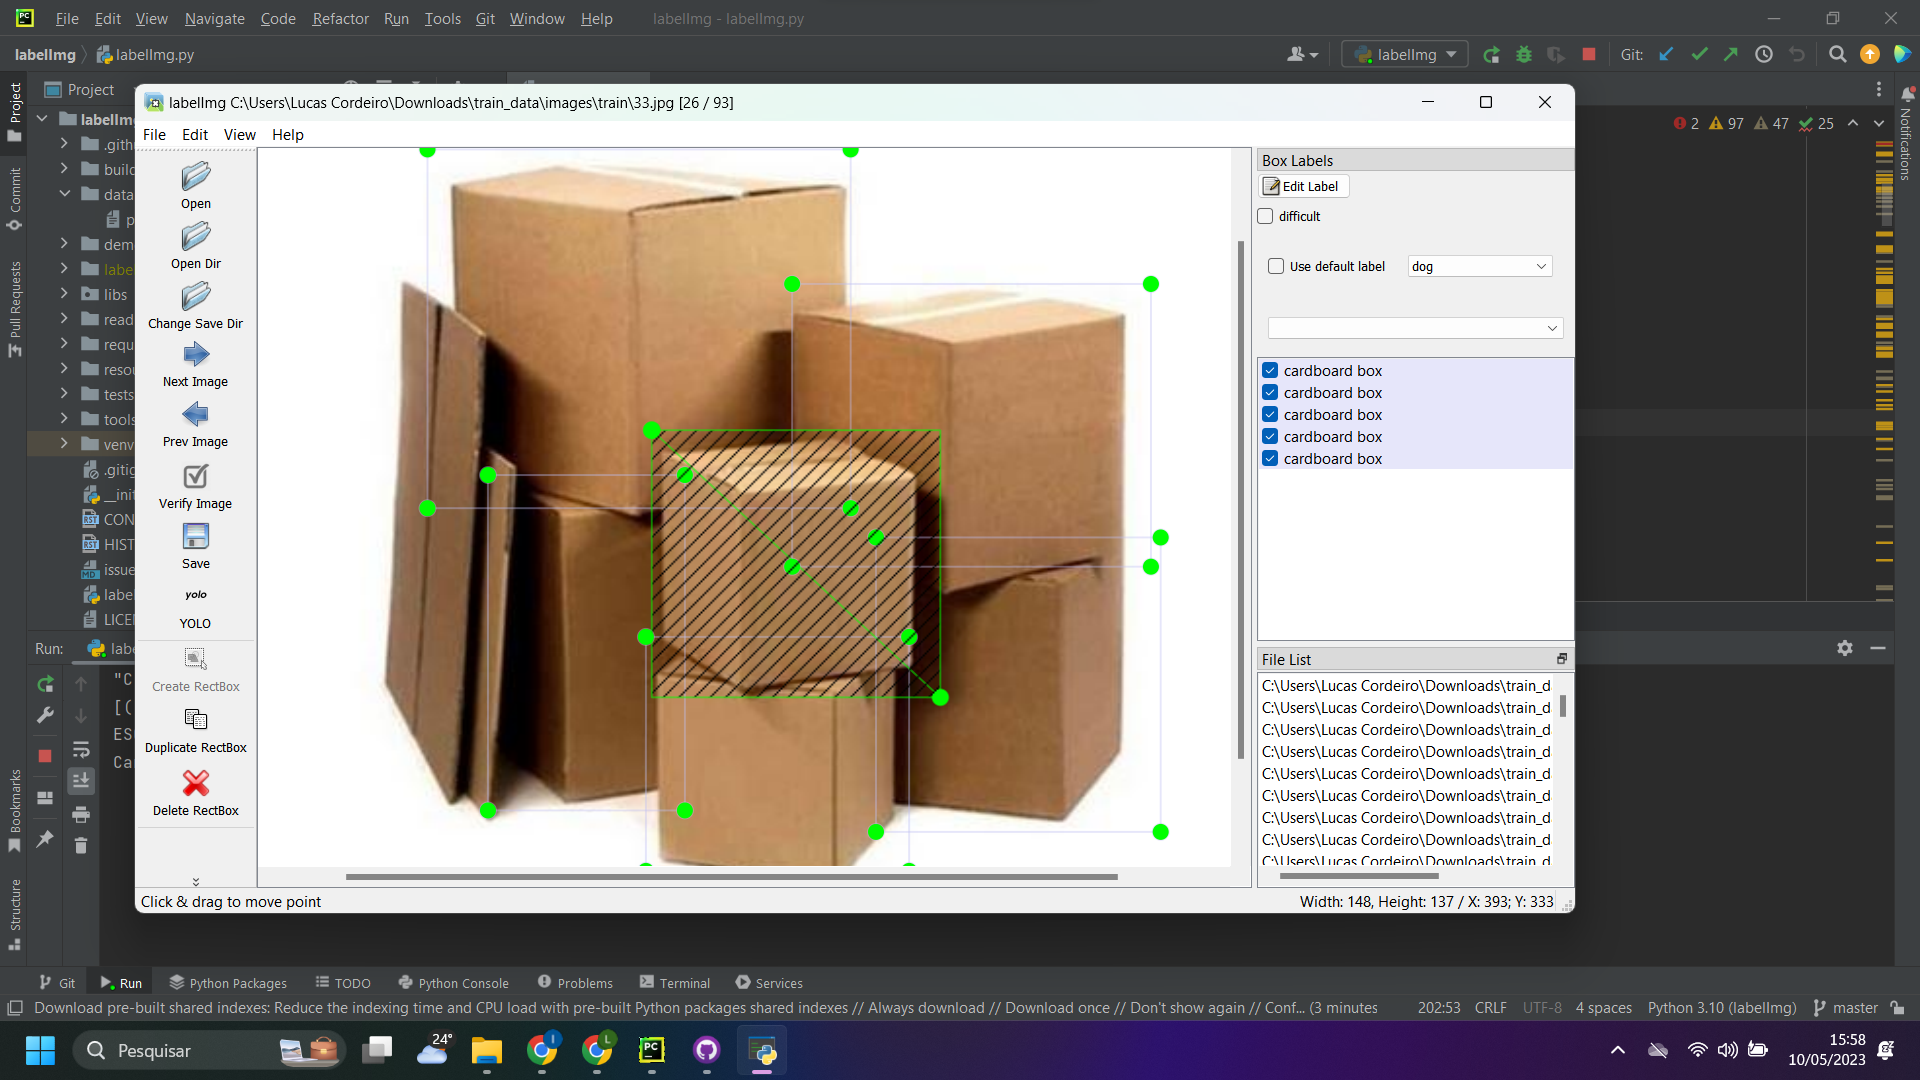 PC File Edit View Navigate Code Refactor Run Tools Git Window Help labelImg - labelImg.py
labelImg labelImg.py labelImg Git:
Project
labelImg C:\Users\Lucas Cordeiro\Downloads\train_data\images\train\33.jpg [26 / 93]
File Edit View Help
2 97 47 25
Project
Commit
Pull Requests
Bookmarks
Structure
Notifications
data
dem
labe
libs
read
requ
tests
tools
venv
__init
CON
HIST
issue
labe
LICE
Open
Open Dir
Change Save Dir
Next Image
Prev Image
Verify Image
Save
yolo
YOLO
Create RectBox
Duplicate RectBox
Delete RectBox
Box Labels
Edit Label
difficult
Use default label dog
cardboard box
cardboard box
cardboard box
cardboard box
cardboard box
File List
C:\Users\Lucas Cordeiro\Downloads\train_d
C:\Users\Lucas Cordeiro\Downloads\train_d
C:\Users\Lucas Cordeiro\Downloads\train_d
C:\Users\Lucas Cordeiro\Downloads\train_d
C:\Users\Lucas Cordeiro\Downloads\train_d
C:\Users\Lucas Cordeiro\Downloads\train_d
C:\Users\Lucas Cordeiro\Downloads\train_d
C:\Users\Lucas Cordeiro\Downloads\train_d
C:\Users\Lucas Cordeiro\Downloads\train_d
Click & drag to move point Width: 148, Height: 137 / X: 393; Y: 333
Run: labe
"C
[(
ES
Ca
Git Run Python Packages TODO Python Console Problems Terminal Services
Download pre-built shared indexes: Reduce the indexing time and CPU load with pre-built Python packages shared indexes // Always download // Download once // Don't show again // Conf... (3 minutes 202:53 CRLF UTF-8 4 spaces Python 3.10 (labelImg) master
Pesquisar 24° 15:58
10/05/2023